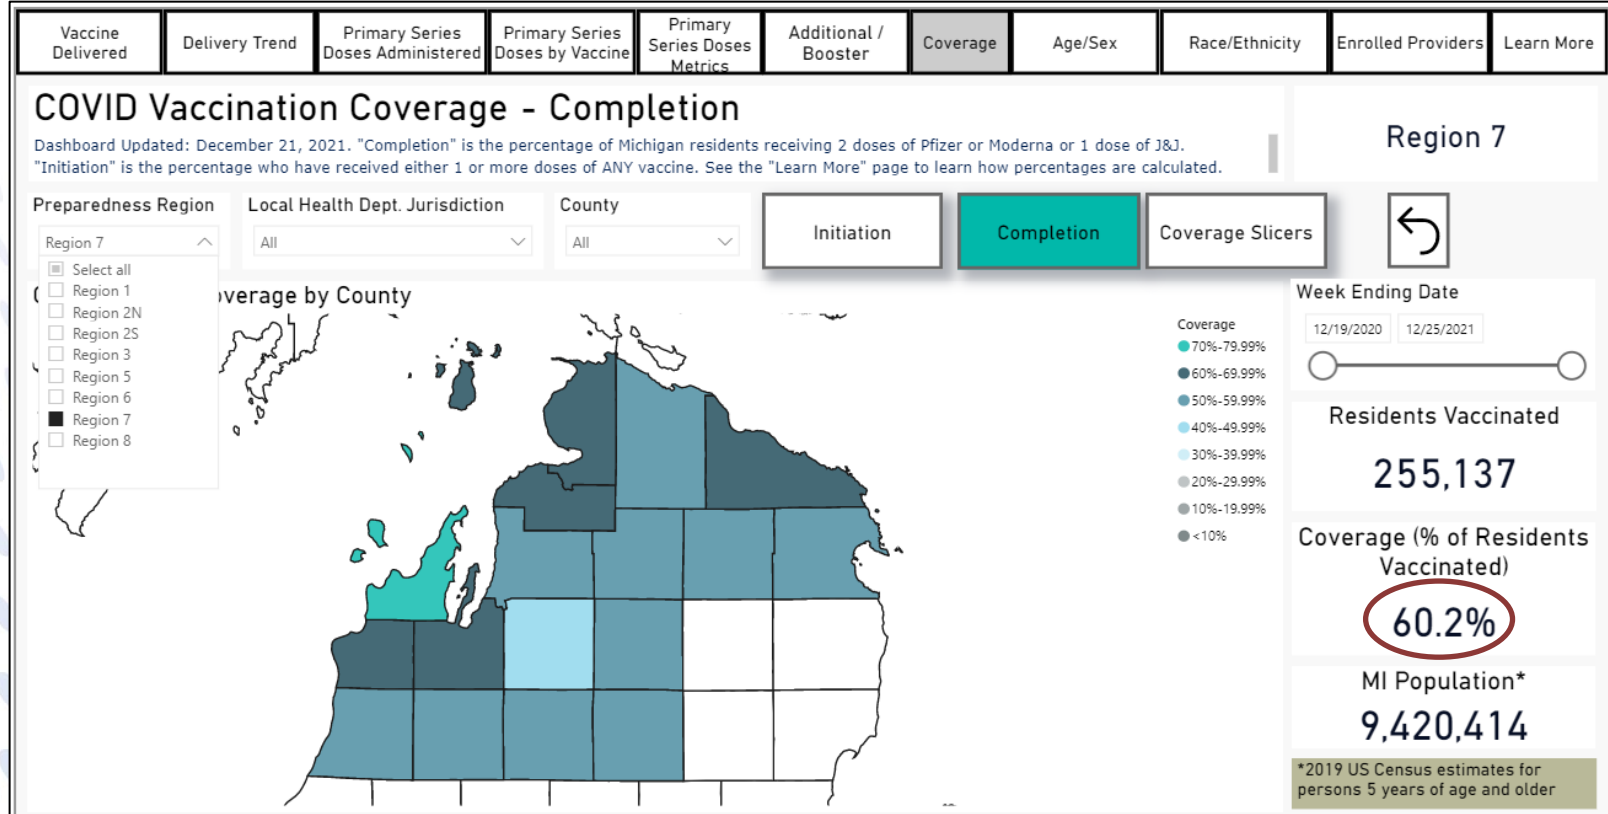 Vaccine
Delivered
Delivery Trend
Primary Series
Doses Administered
Primary Series
Doses by Vaccine
Primary
Series Doses
Metrics
Additional /
Booster
Coverage
Age/Sex
Race/Ethnicity
Enrolled Providers
Learn More
COVID Vaccination Coverage - Completion
Dashboard Updated: December 21, 2021. "Completion" is the percentage of Michigan residents receiving 2 doses of Pfizer or Moderna or 1 dose of J&J.
"Initiation" is the percentage who have received either 1 or more doses of ANY vaccine. See the "Learn More" page to learn how percentages are calculated.
Region 7
Preparedness Region
Local Health Dept. Jurisdiction
County
Region 7
All
All
Initiation
Completion
Coverage Slicers
Select all
Region 1
Region 2N
Region 2S
Region 3
Region 5
Region 6
Region 7
Region 8
verage by County
Coverage
70%-79.99%
60%-69.99%
50%-59.99%
40%-49.99%
30%-39.99%
20%-29.99%
10%-19.99%
<10%
Week Ending Date
12/19/2020
12/25/2021
Residents Vaccinated
255,137
Coverage (% of Residents
Vaccinated)
60.2%
MI Population*
9,420,414
*2019 US Census estimates for
persons 5 years of age and older